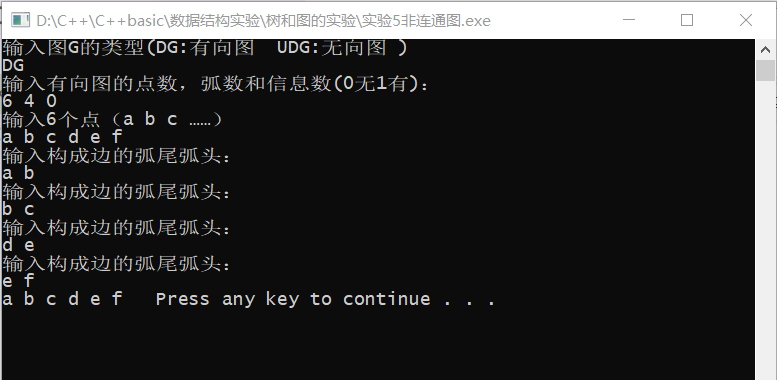 D:\C++\C++basic\数据结构实验\树和图的实验\实验5非连通图.exe
输入图G的类型(DG:有向图  UDG:无向图 )
DG
输入有向图的点数，弧数和信息数(0无1有)：
6 4 0
输入6个点（a b c ……）
a b c d e f
输入构成边的弧尾弧头：
a b
输入构成边的弧尾弧头：
b c
输入构成边的弧尾弧头：
d e
输入构成边的弧尾弧头：
e f
a b c d e f   Press any key to continue . . .